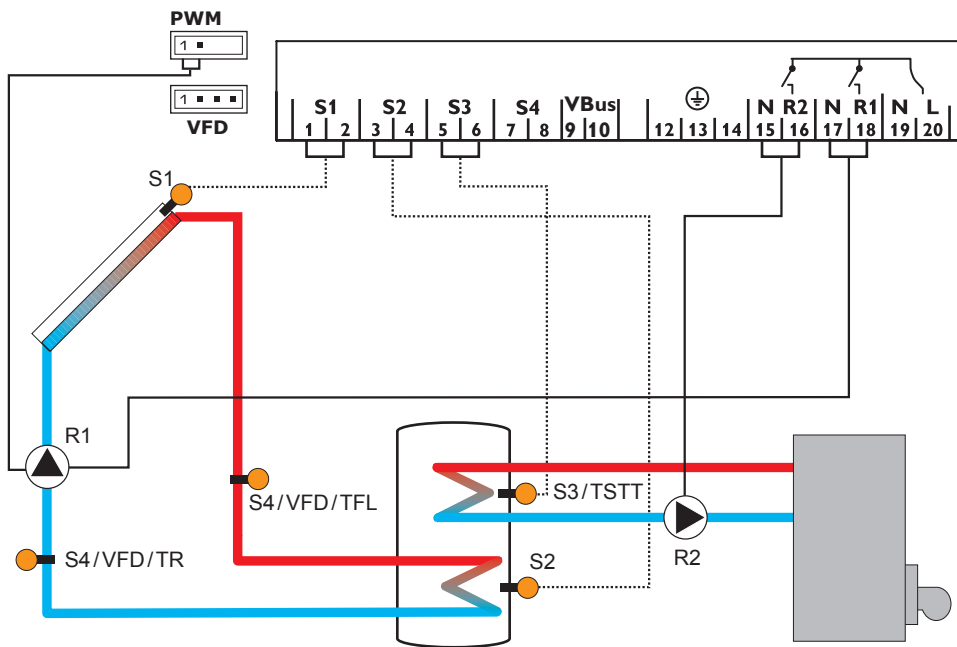 PWM
1
1
VFD
S1 S2 S3 S4 VBus N R2 N R1 N L
1 2 3 4 5 6 7 8 9 10 12 13 14 15 16 17 18 19 20
S1
R1
S4/VFD/TFL
S3/TSTT
S4/VFD/TR
S2
R2